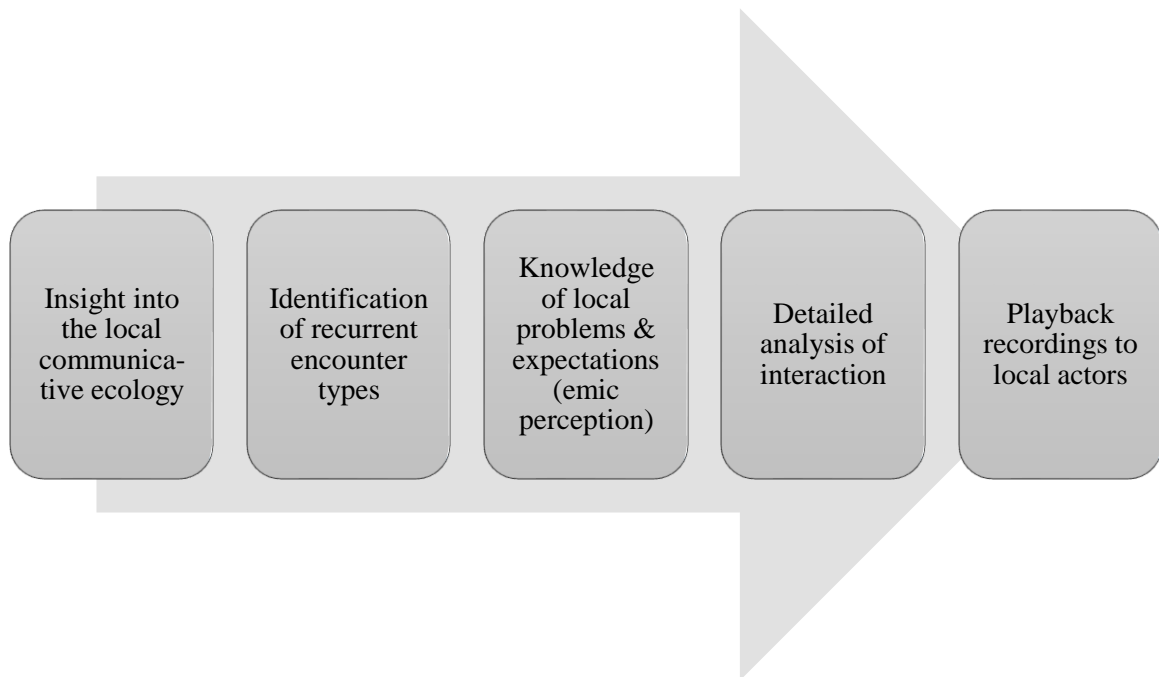 Insight into
the local
communica-
tive ecology
Identification
of recurrent
encounter
types
Knowledge
of local
problems &
expectations
(emic
perception)
Detailed
analysis of
interaction
Playback
recordings to
local actors